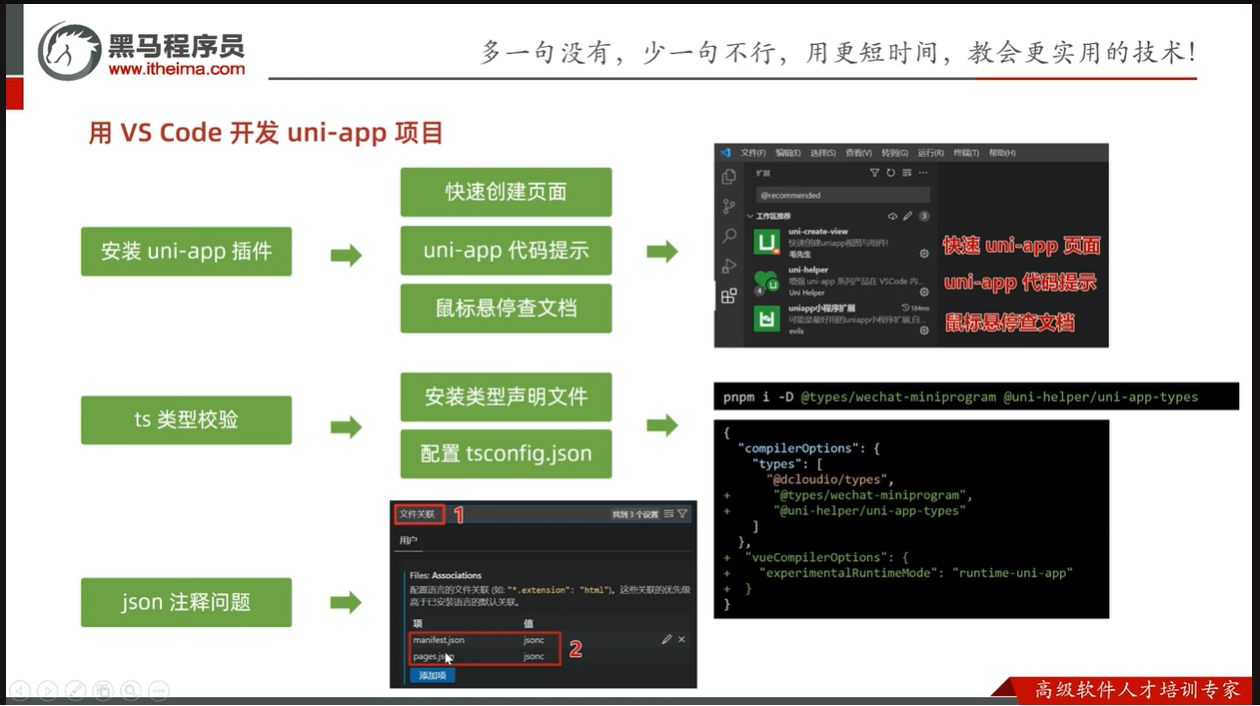 黑马程序员
www.itheima.com
多一句没有，少一句不行，用更短时间，教会更实用的技术！
用 VS Code 开发 uni-app 项目
安装 uni-app 插件
快速创建页面
uni-app 代码提示
鼠标悬停查文档
文件(F) 编辑(E) 选择(S) 查看(V) 转到(G) 运行(R) 终端(T) 帮助(H)
扩展
@recommended
工作区推荐
3
uni-create-view
快速创建uniapp视图与组件!
毛先生
uni-helper
增强 uni-app 系列产品在 VSCode 内...
Uni Helper
4
uniapp小程序扩展
184ms
可能是最好用的uniapp小程序扩展,自...
evils
快速 uni-app 页面
uni-app 代码提示
鼠标悬停查文档
ts 类型校验
安装类型声明文件
配置 tsconfig.json
pnpm i -D @types/wechat-miniprogram @uni-helper/uni-app-types
{
"compilerOptions": {
"types": [
"@dcloudio/types",
+ "@types/wechat-miniprogram",
+ "@uni-helper/uni-app-types"
]
},
+ "vueCompilerOptions": {
+ "experimentalRuntimeMode": "runtime-uni-app"
+ }
}
json 注释问题
文件关联
1
找到 3 个设置
用户
Files: Associations
配置语言的文件关联 (如: "*.extension": "html")。这些关联的优先级
高于已安装语言的默认关联。
项 值
manifest.json jsonc
pages.json jsonc
2
添加项
高级软件人才培训专家